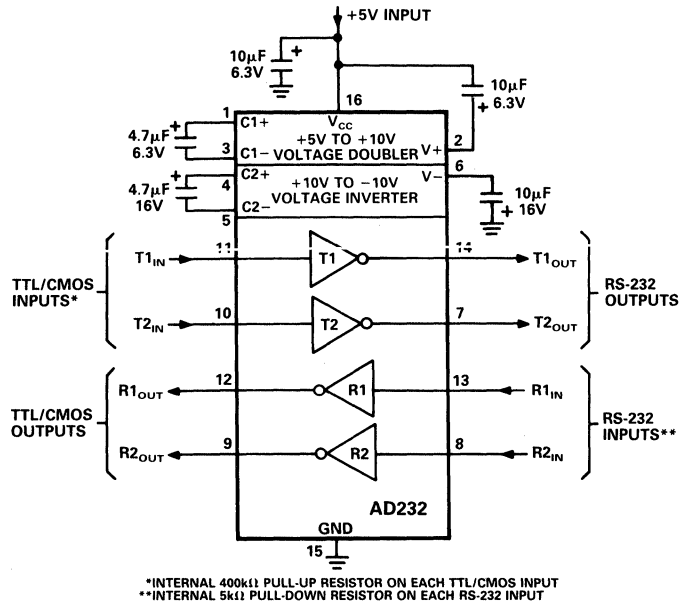 +5V INPUT
10µF
6.3V
+
10µF
6.3V
+
16
VCC
1
C1+
+
4.7µF
6.3V
3
C1−
+5V TO +10V
VOLTAGE DOUBLER
V+
2
+
4.7µF
16V
4
C2+
C2−
5
+10V TO −10V
VOLTAGE INVERTER
V−
6
10µF
16V
+
TTL/CMOS
INPUTS*
T1IN
11
T1
14
T1OUT
T2IN
10
T2
7
T2OUT
RS-232
OUTPUTS
TTL/CMOS
OUTPUTS
R1OUT
12
R1
13
R1IN
R2OUT
9
R2
8
R2IN
RS-232
INPUTS**
AD232
GND
15
*INTERNAL 400kΩ PULL-UP RESISTOR ON EACH TTL/CMOS INPUT
**INTERNAL 5kΩ PULL-DOWN RESISTOR ON EACH RS-232 INPUT